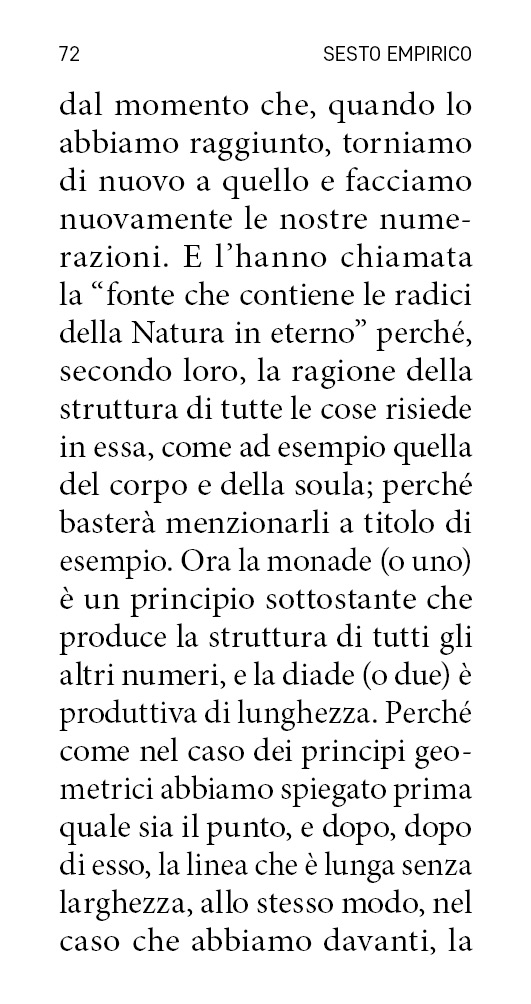 72 SESTO EMPIRICO
dal momento che, quando lo
abbiamo raggiunto, torniamo
di nuovo a quello e facciamo
nuovamente le nostre nume-
razioni. E l’hanno chiamata
la “fonte che contiene le radici
della Natura in eterno” perché,
secondo loro, la ragione della
struttura di tutte le cose risiede
in essa, come ad esempio quella
del corpo e della soula; perché
basterà menzionarli a titolo di
esempio. Ora la monade (o uno)
è un principio sottostante che
produce la struttura di tutti gli
altri numeri, e la diade (o due) è
produttiva di lunghezza. Perché
come nel caso dei principi geo-
metrici abbiamo spiegato prima
quale sia il punto, e dopo, dopo
di esso, la linea che è lunga senza
larghezza, allo stesso modo, nel
caso che abbiamo davanti, la